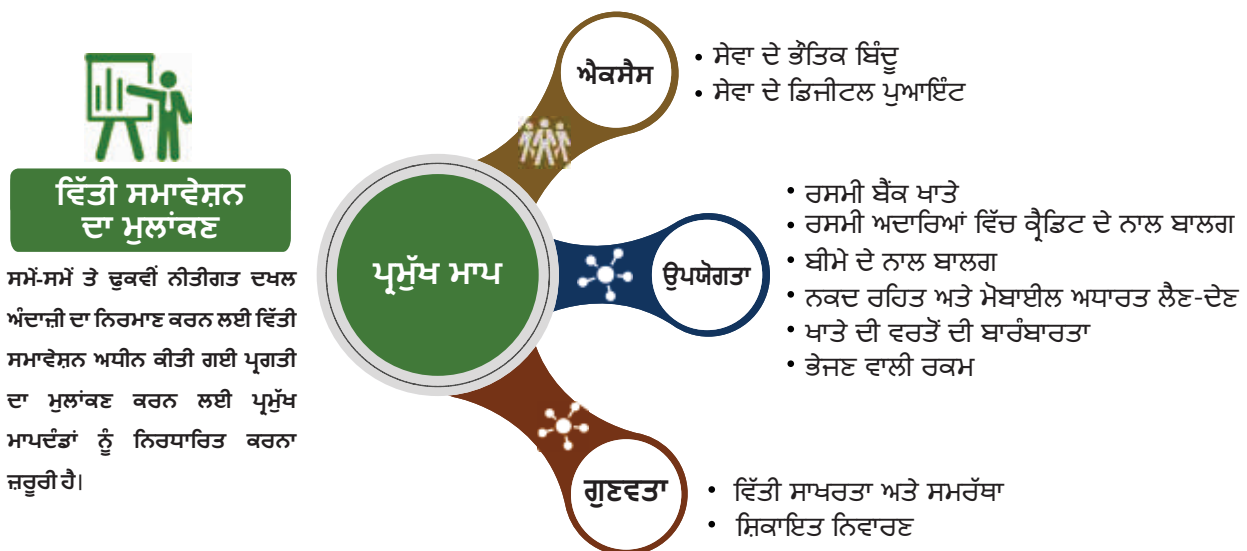 ਵਿੱਤੀ ਸਮਾਵੇਸ਼ਨ
ਦਾ ਮੁਲਾਂਕਣ
ਸਮੇਂ-ਸਮੇਂ ਤੇ ਢੁਕਵੀਂ ਨੀਤੀਗਤ ਦਖਲ
ਅੰਦਾਜ਼ੀ ਦਾ ਨਿਰਮਾਣ ਕਰਨ ਲਈ ਵਿੱਤੀ
ਸਮਾਵੇਸ਼ਨ ਅਧੀਨ ਕੀਤੀ ਗਈ ਪ੍ਰਗਤੀ
ਦਾ ਮੁਲਾਂਕਣ ਕਰਨ ਲਈ ਪ੍ਰਮੁੱਖ
ਮਾਪਦੰਡਾਂ ਨੂੰ ਨਿਰਧਾਰਿਤ ਕਰਨਾ
ਜ਼ਰੂਰੀ ਹੈ।
ਪ੍ਰਮੁੱਖ ਮਾਪ
ਐਕਸੈਸ
• ਸੇਵਾ ਦੇ ਭੌਤਿਕ ਬਿੰਦੂ
• ਸੇਵਾ ਦੇ ਡਿਜੀਟਲ ਪੁਆਇੰਟ
ਉਪਯੋਗਤਾ
• ਰਸਮੀ ਬੈਂਕ ਖਾਤੇ
• ਰਸਮੀ ਅਦਾਰਿਆਂ ਵਿੱਚ ਕ੍ਰੈਡਿਟ ਦੇ ਨਾਲ ਬਾਲਗ
• ਬੀਮੇ ਦੇ ਨਾਲ ਬਾਲਗ
• ਨਕਦ ਰਹਿਤ ਅਤੇ ਮੋਬਾਈਲ ਅਧਾਰਤ ਲੈਣ-ਦੇਣ
• ਖਾਤੇ ਦੀ ਵਰਤੋਂ ਦੀ ਬਾਰੰਬਾਰਤਾ
• ਭੇਜਣ ਵਾਲੀ ਰਕਮ
ਗੁਣਵਤਾ
• ਵਿੱਤੀ ਸਾਖਰਤਾ ਅਤੇ ਸਮਰੱਥਾ
• ਸ਼ਿਕਾਇਤ ਨਿਵਾਰਣ